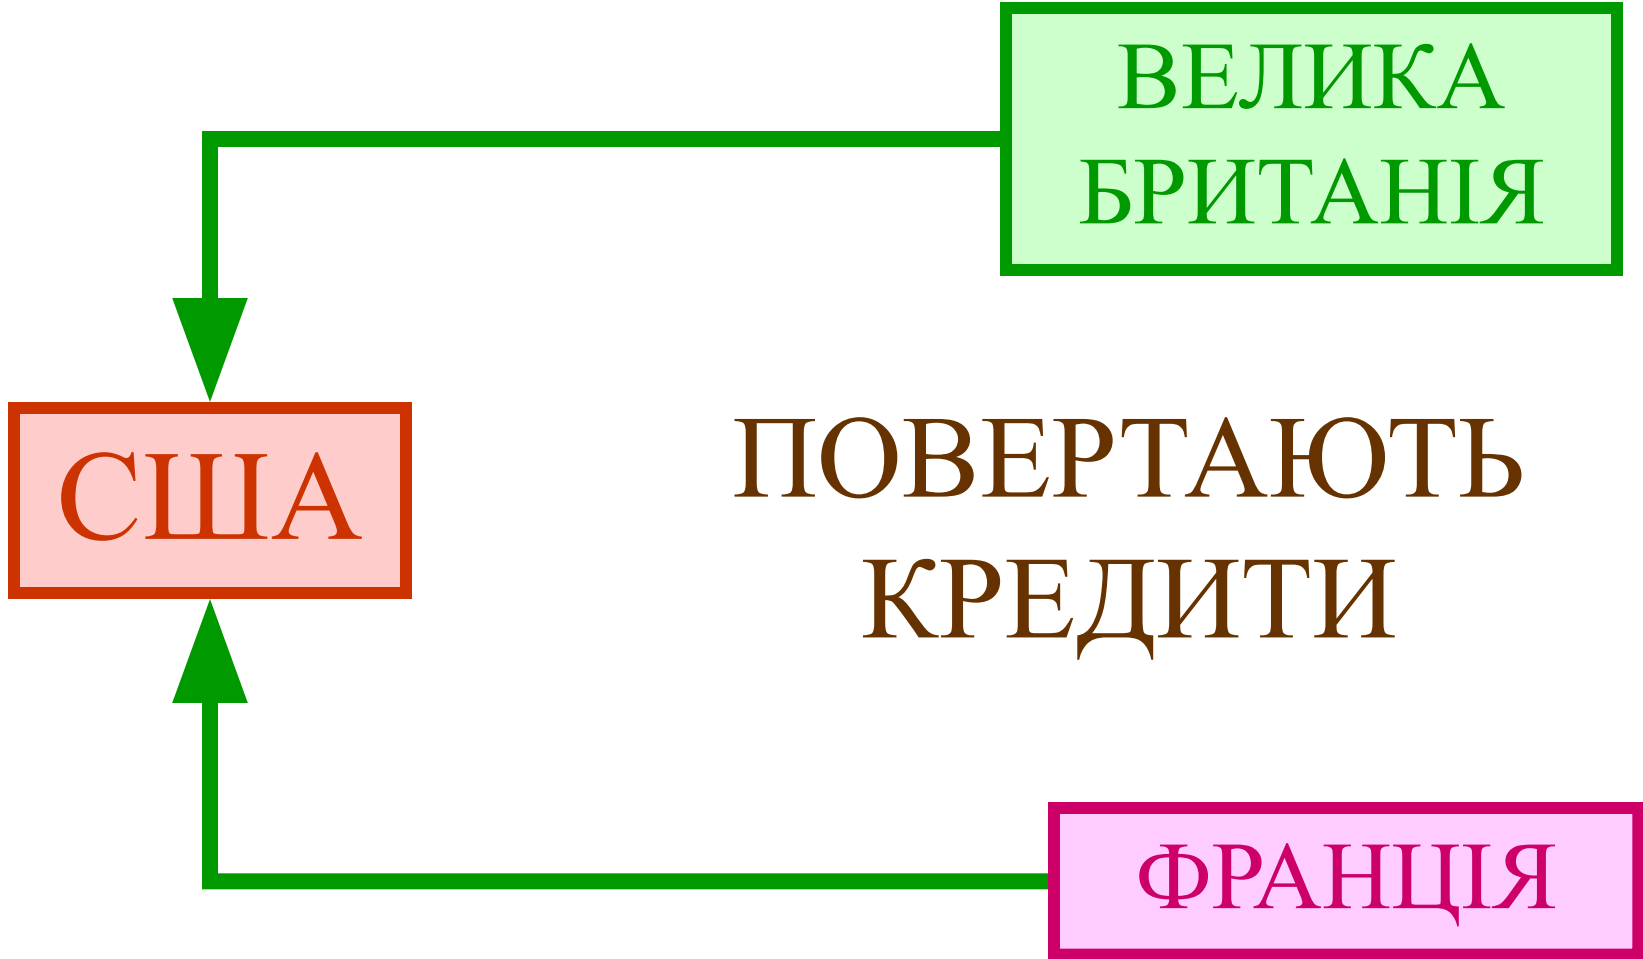 ВЕЛИКА
БРИТАНІЯ
США
ПОВЕРТАЮТЬ
КРЕДИТИ
ФРАНЦІЯ